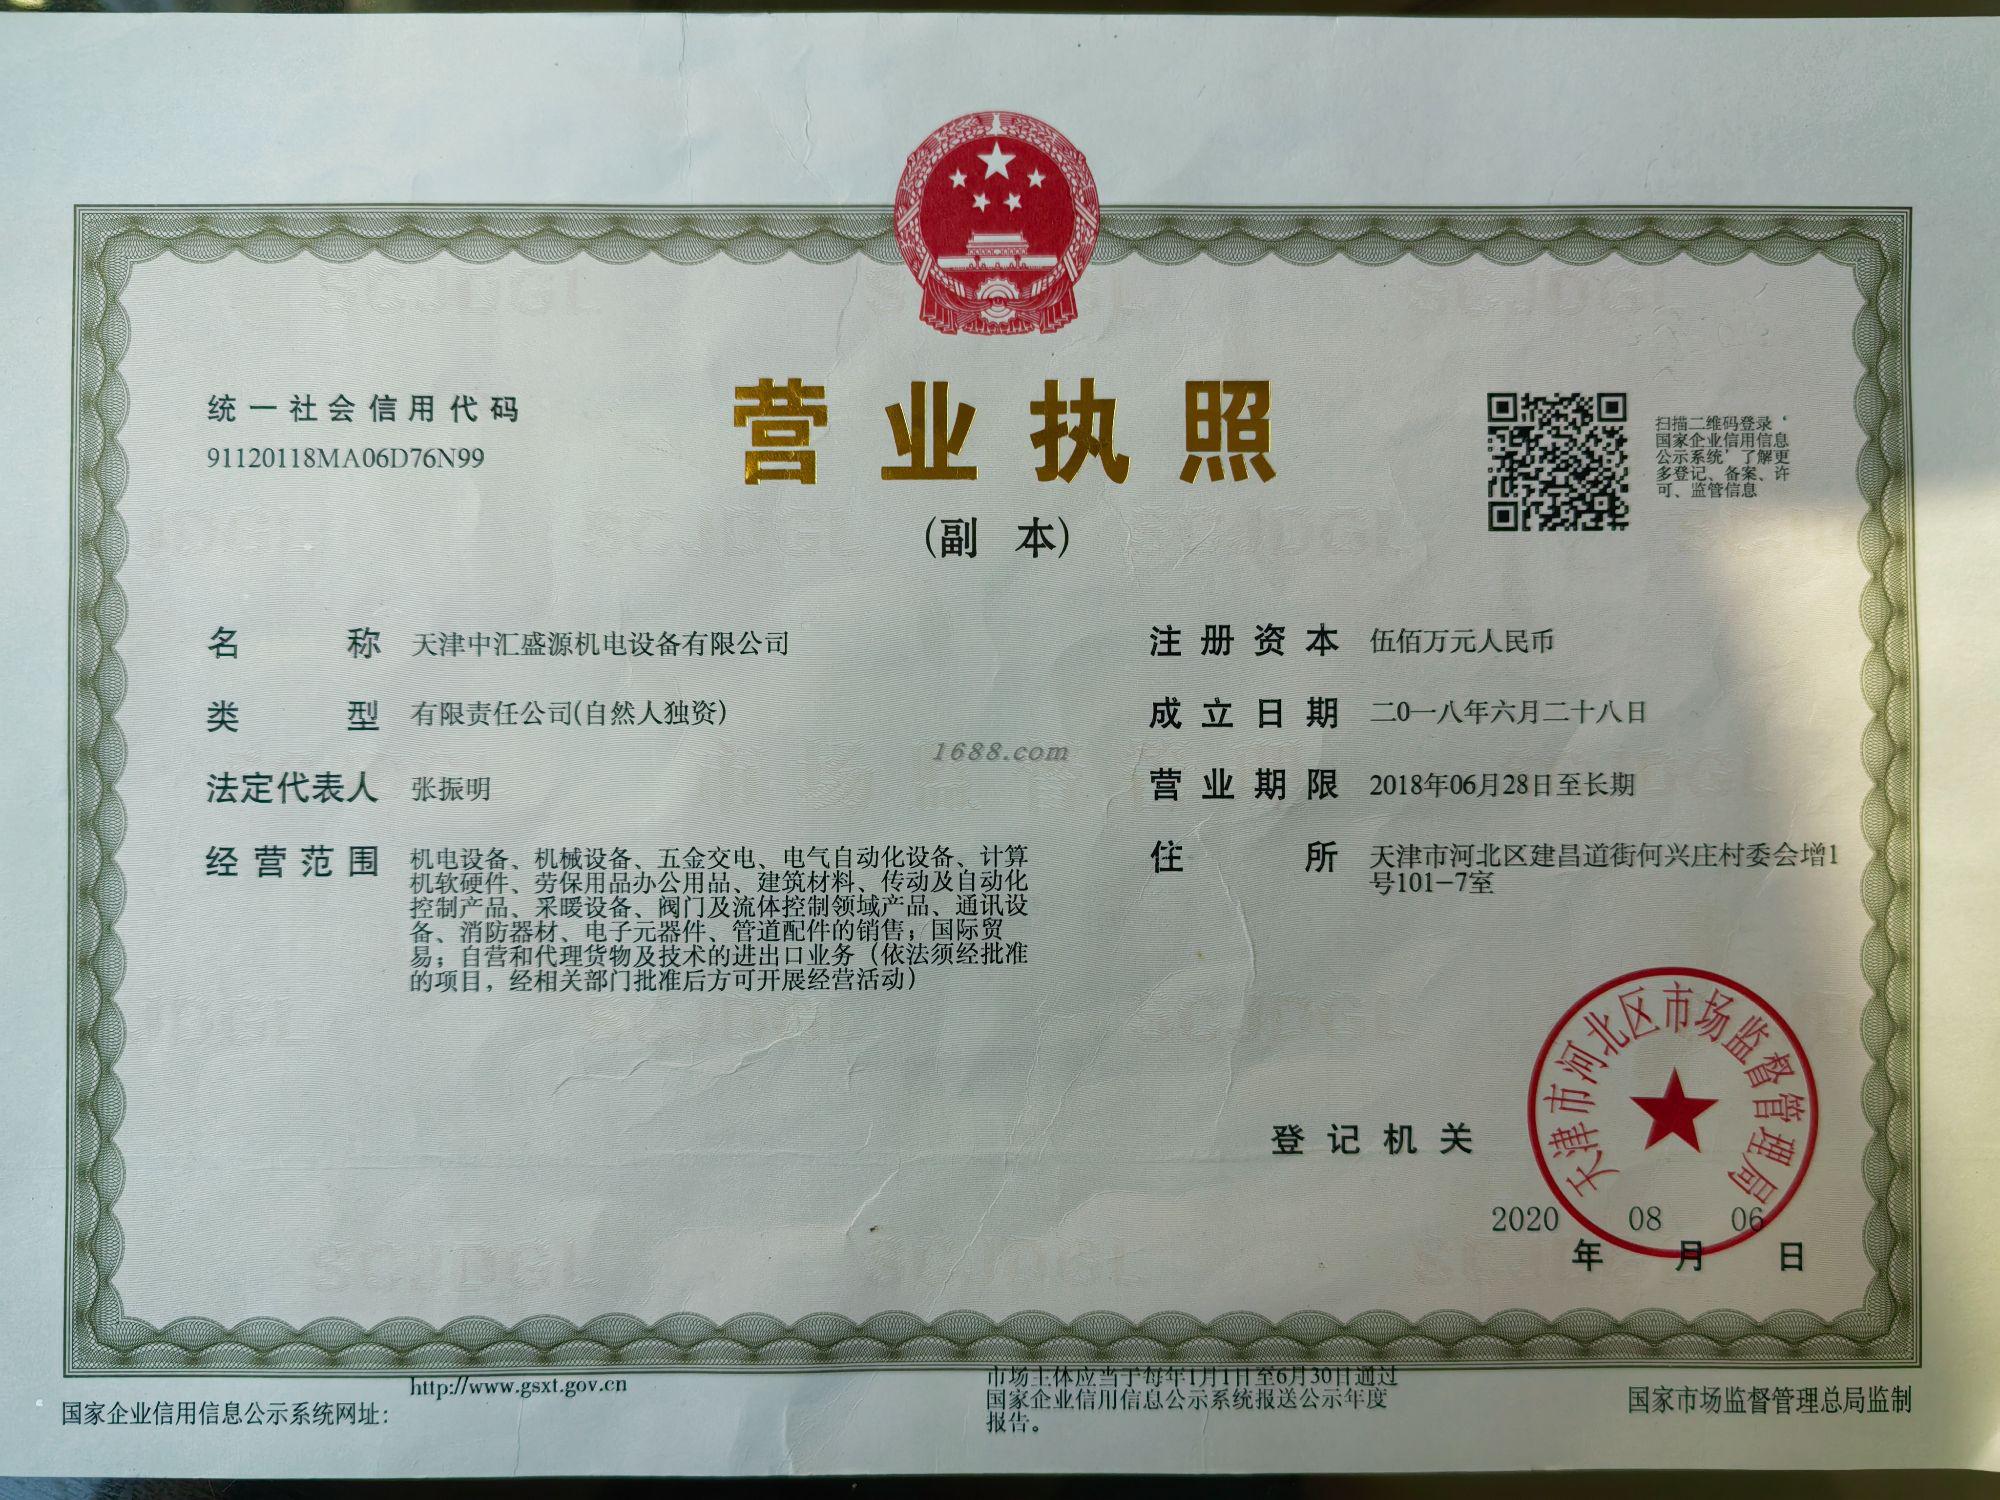 营业执照
(副 本)
统一社会信用代码
91120118MA06D76N99
扫描二维码登录‘
国家企业信用信息
公示系统’了解更
多登记、备案、许
可、监管信息
名 称 天津中汇盛源机电设备有限公司
类 型 有限责任公司(自然人独资)
法定代表人 张振明
经营范围 机电设备、机械设备、五金交电、电气自动化设备、计算
机软硬件、劳保用品办公用品、建筑材料、传动及自动化
控制产品、采暖设备、阀门及流体控制领域产品、通讯设
备、消防器材、电子元器件、管道配件的销售；国际贸
易；自营和代理货物及技术的进出口业务（依法须经批准
的项目，经相关部门批准后方可开展经营活动）
注册资本 伍佰万元人民币
成立日期 二0一八年六月二十八日
营业期限 2018年06月28日至长期
住 所 天津市河北区建昌道街何兴庄村委会增1
号101-7室
1688.com
登记机关
天津市河北区市场监督管理局
2020 08 06
年 月 日
国家企业信用信息公示系统网址：
http://www.gsxt.gov.cn
市场主体应当于每年1月1日至6月30日通过
国家企业信用信息公示系统报送公示年度
报告。
国家市场监督管理总局监制